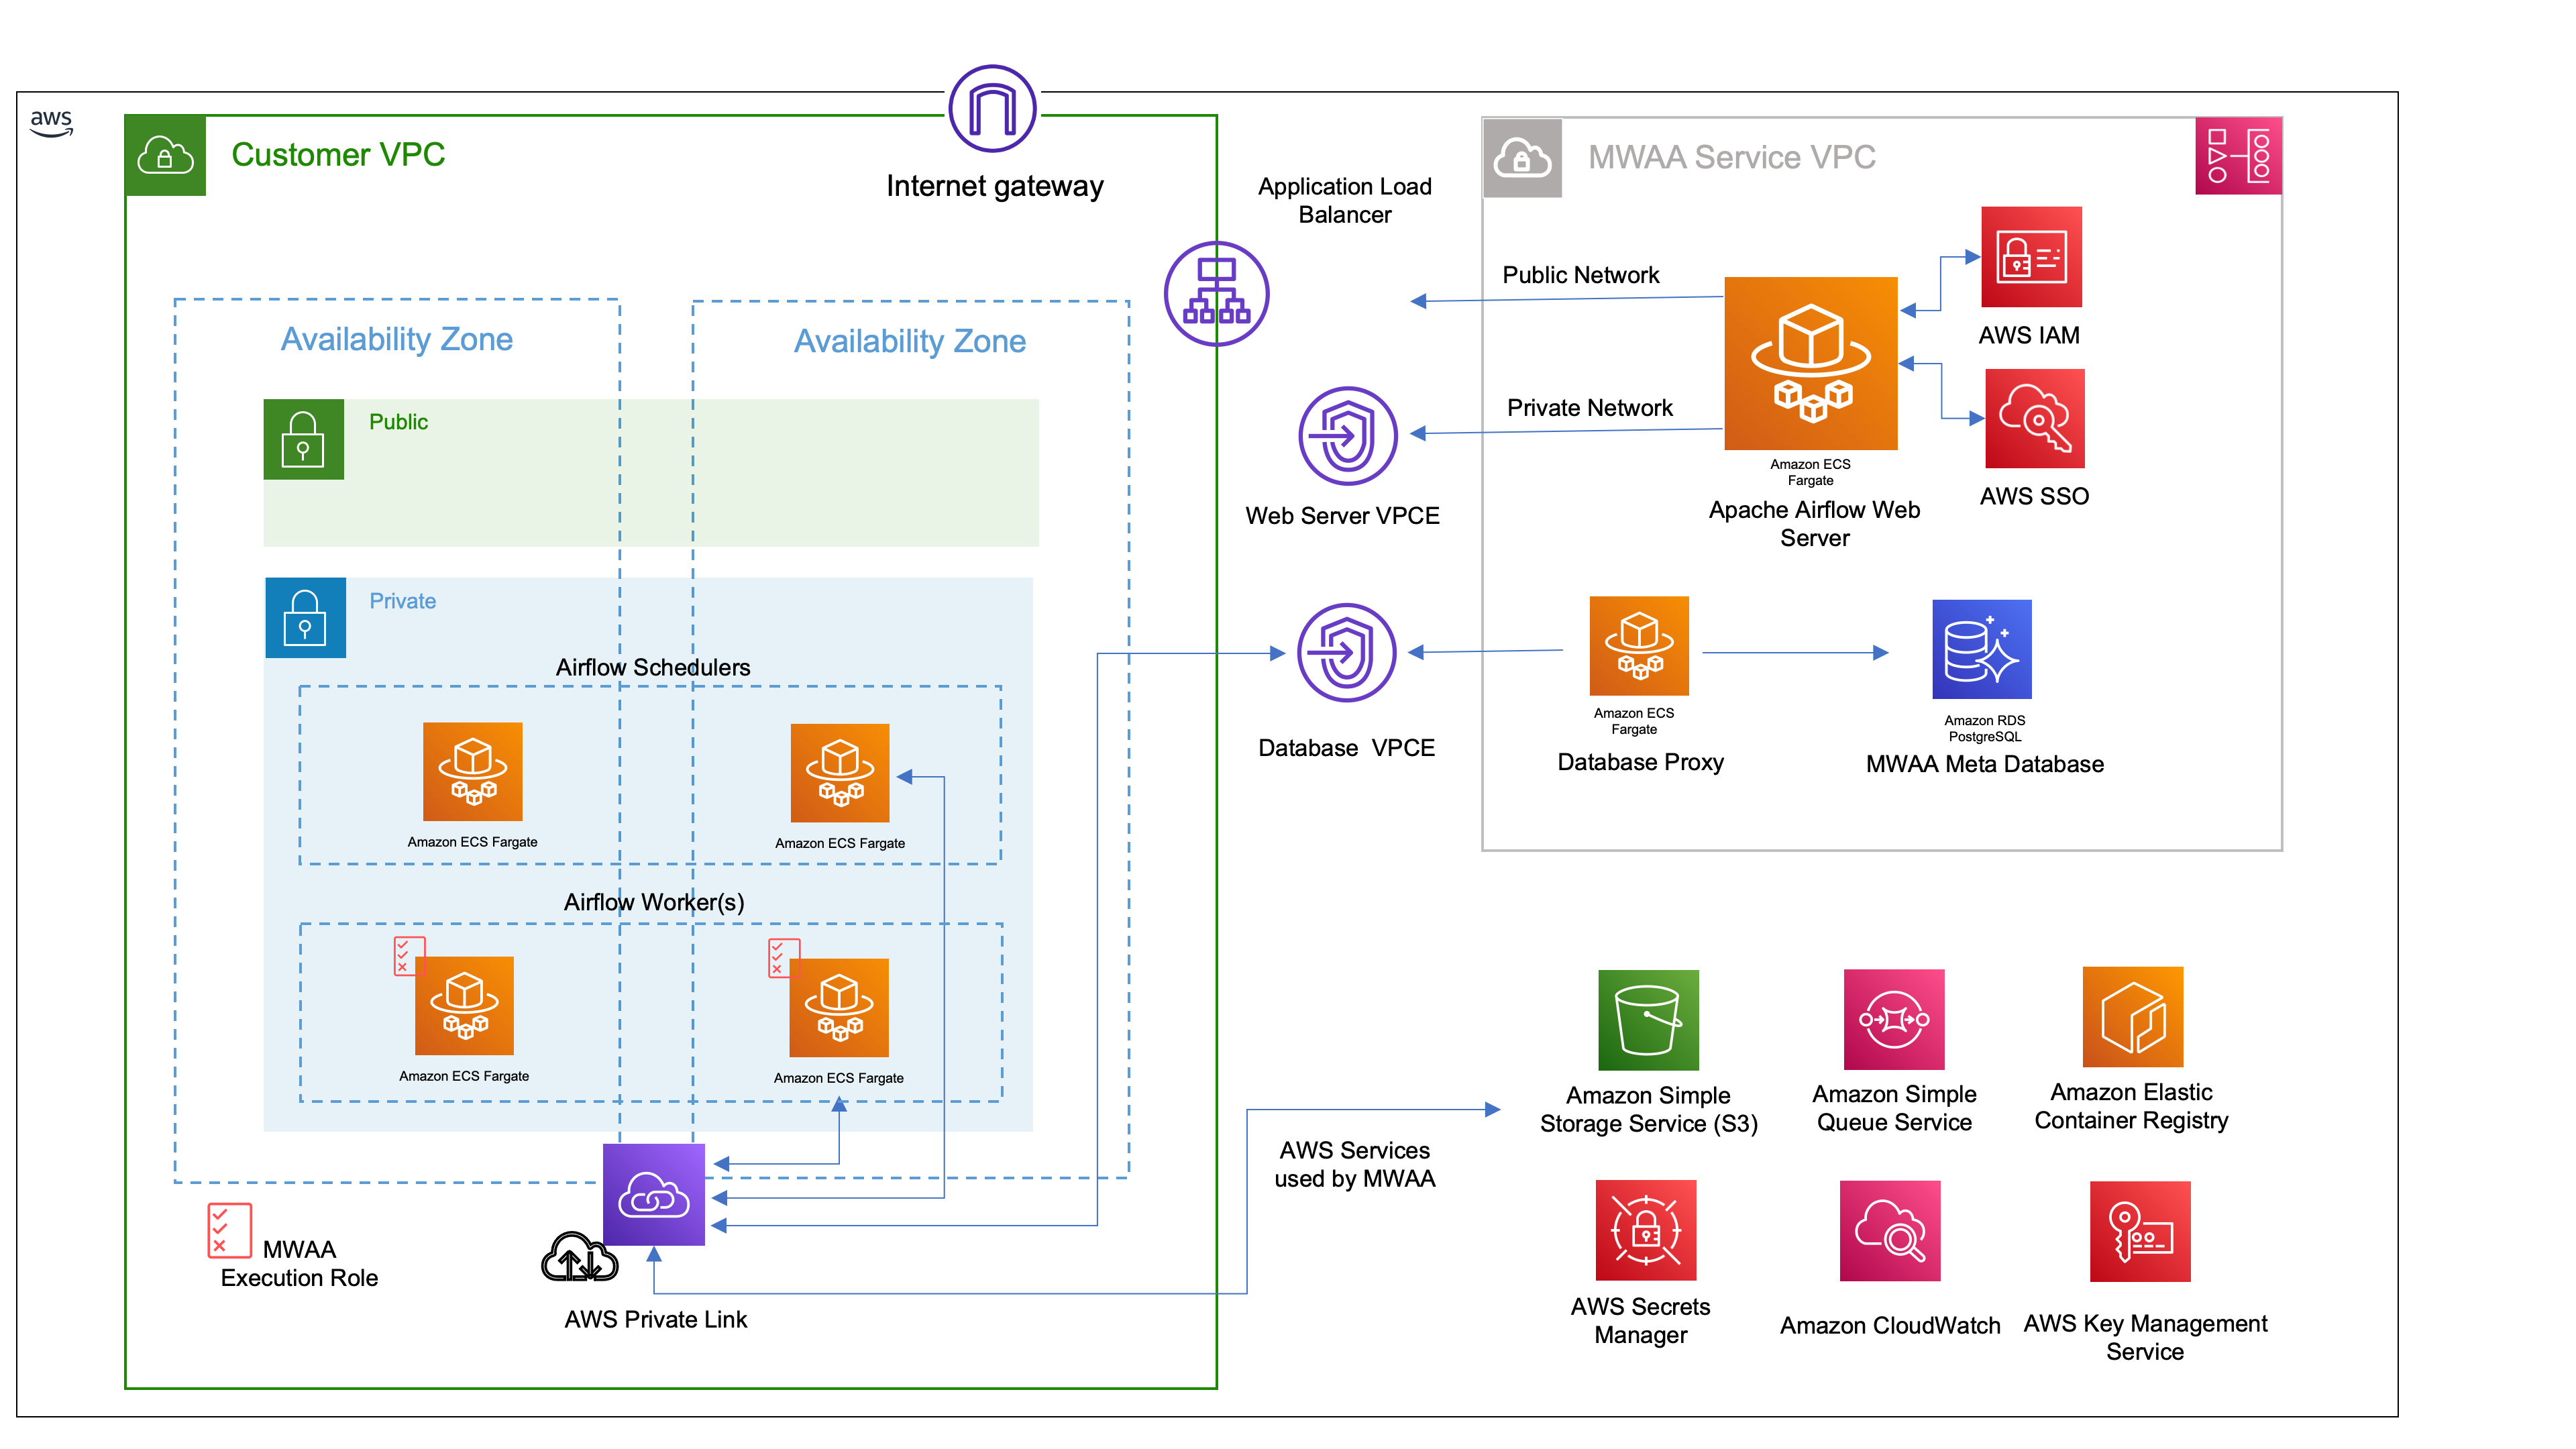 aws
Customer VPC
Internet gateway
Application Load
Balancer
MWAA Service VPC
Availability Zone
Availability Zone
Public
Private
Airflow Schedulers
Amazon ECS Fargate
Amazon ECS Fargate
Airflow Worker(s)
Amazon ECS Fargate
Amazon ECS Fargate
MWAA
Execution Role
AWS Private Link
Web Server VPCE
Database VPCE
Public Network
Private Network
Amazon ECS
Fargate
Apache Airflow Web
Server
AWS IAM
AWS SSO
Amazon ECS
Fargate
Database Proxy
Amazon RDS
PostgreSQL
MWAA Meta Database
AWS Services
used by MWAA
Amazon Simple
Storage Service (S3)
Amazon Simple
Queue Service
Amazon Elastic
Container Registry
AWS Secrets
Manager
Amazon CloudWatch
AWS Key Management
Service